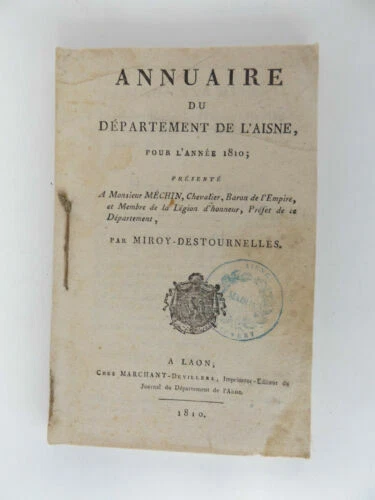 ANNUAIRE
DU
DÉPARTEMENT DE L'AISNE,
POUR L'ANNÉE 1810;
PRÉSENTÉ
A Monsieur MÉCHIN, Chevalier, Baron de l'Empire,
et Membre de la Légion d'honneur, Préfet de ce
Département,
PAR MIROY-DESTOURNELLES.
A LAON,
CHEZ MARCHANT-DEVILLERS, Imprimeur-Editeur du
Journal du Département de l'Aisne.
1810.